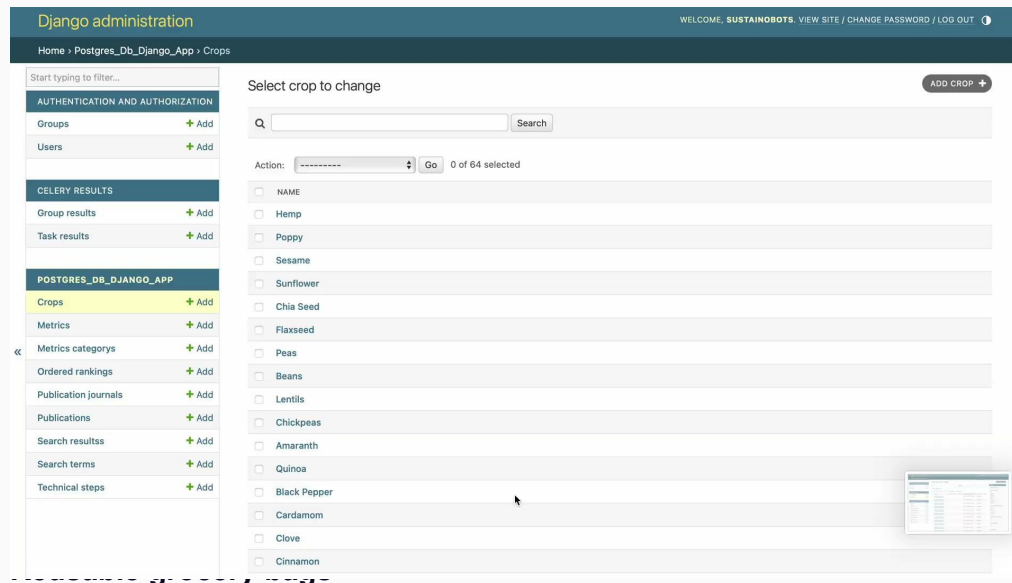 Django administration
WELCOME, SUSTAINOBOTS. VIEW SITE / CHANGE PASSWORD / LOG OUT
Home › Postgres_Db_Django_App › Crops
Start typing to filter...
AUTHENTICATION AND AUTHORIZATION
Groups + Add
Users + Add
CELERY RESULTS
Group results + Add
Task results + Add
POSTGRES_DB_DJANGO_APP
Crops + Add
Metrics + Add
Metrics categorys + Add
Ordered rankings + Add
Publication journals + Add
Publications + Add
Search resultss + Add
Search terms + Add
Technical steps + Add
«
Select crop to change
ADD CROP +
Search
Action: --------- Go 0 of 64 selected
NAME
Hemp
Poppy
Sesame
Sunflower
Chia Seed
Flaxseed
Peas
Beans
Lentils
Chickpeas
Amaranth
Quinoa
Black Pepper
Cardamom
Clove
Cinnamon
grocery bags